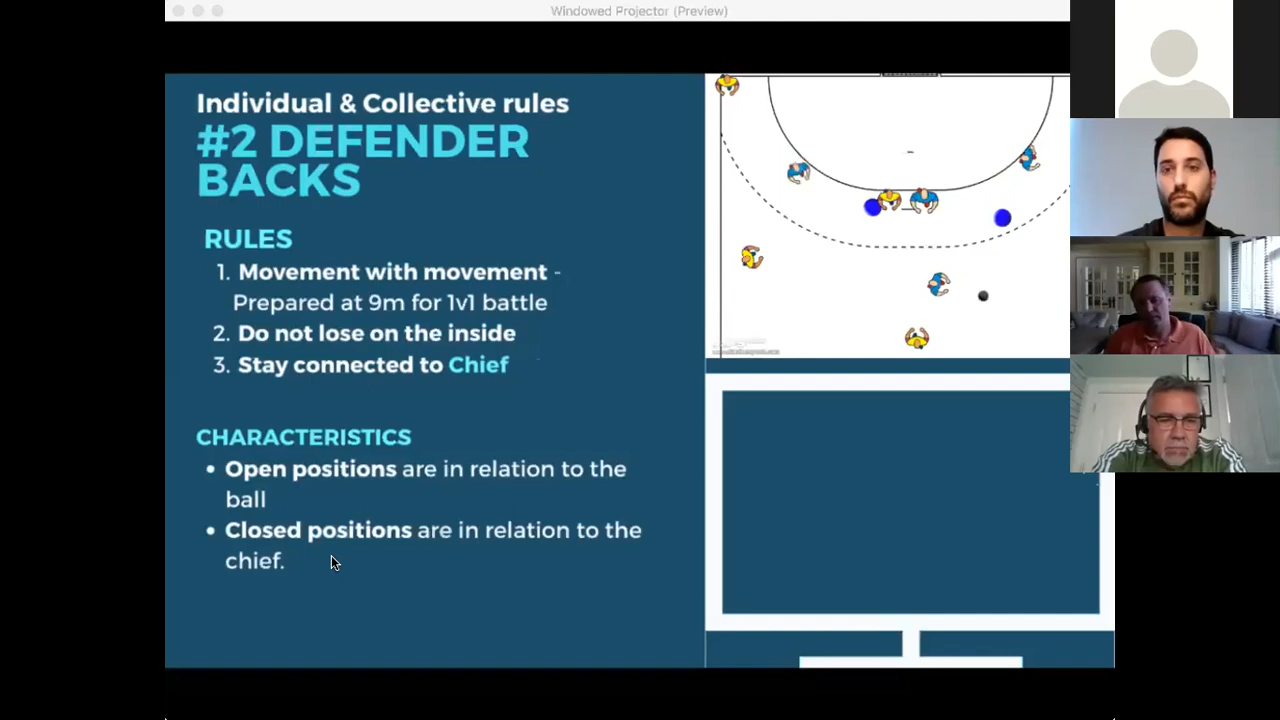 Windowed Projector (Preview)
Individual & Collective rules
#2 DEFENDER
BACKS
RULES
1. Movement with movement -
Prepared at 9m for 1v1 battle
2. Do not lose on the inside
3. Stay connected to Chief
CHARACTERISTICS
• Open positions are in relation to the
ball
• Closed positions are in relation to the
chief.